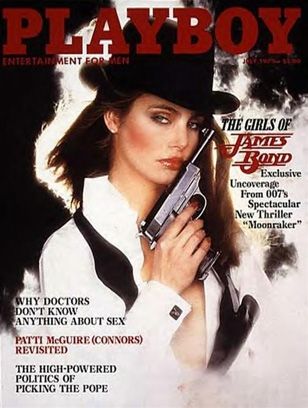 PLAYBOY
ENTERTAINMENT FOR MEN
JULY
THE GIRLS OF
JAMES
BOND
Exclusive
Uncoverage
From 007's
Spectacular
New Thriller
"Moonraker"
WHY DOCTORS
DON'T KNOW
ANYTHING ABOUT SEX
PATTI McGUIRE (CONNORS)
REVISITED
THE HIGH-POWERED
POLITICS OF
PICKING THE POPE